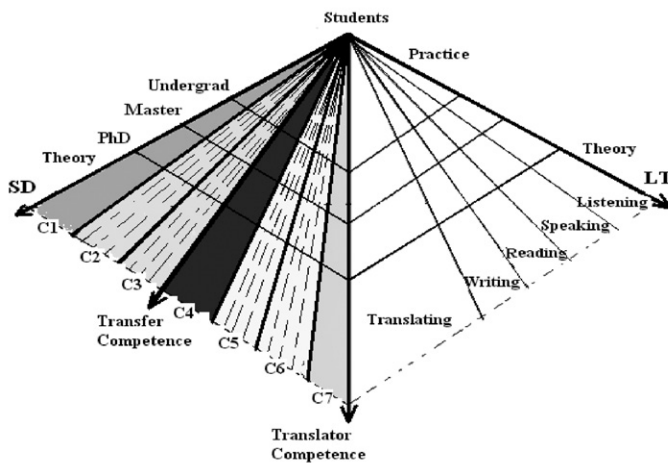 Students
Practice
Undergrad
Master
PhD
Theory
Theory
SD
LT
Listening
Speaking
Reading
Writing
Translating
C1
C2
C3
C4
C5
C6
C7
Transfer
Competence
Translator
Competence